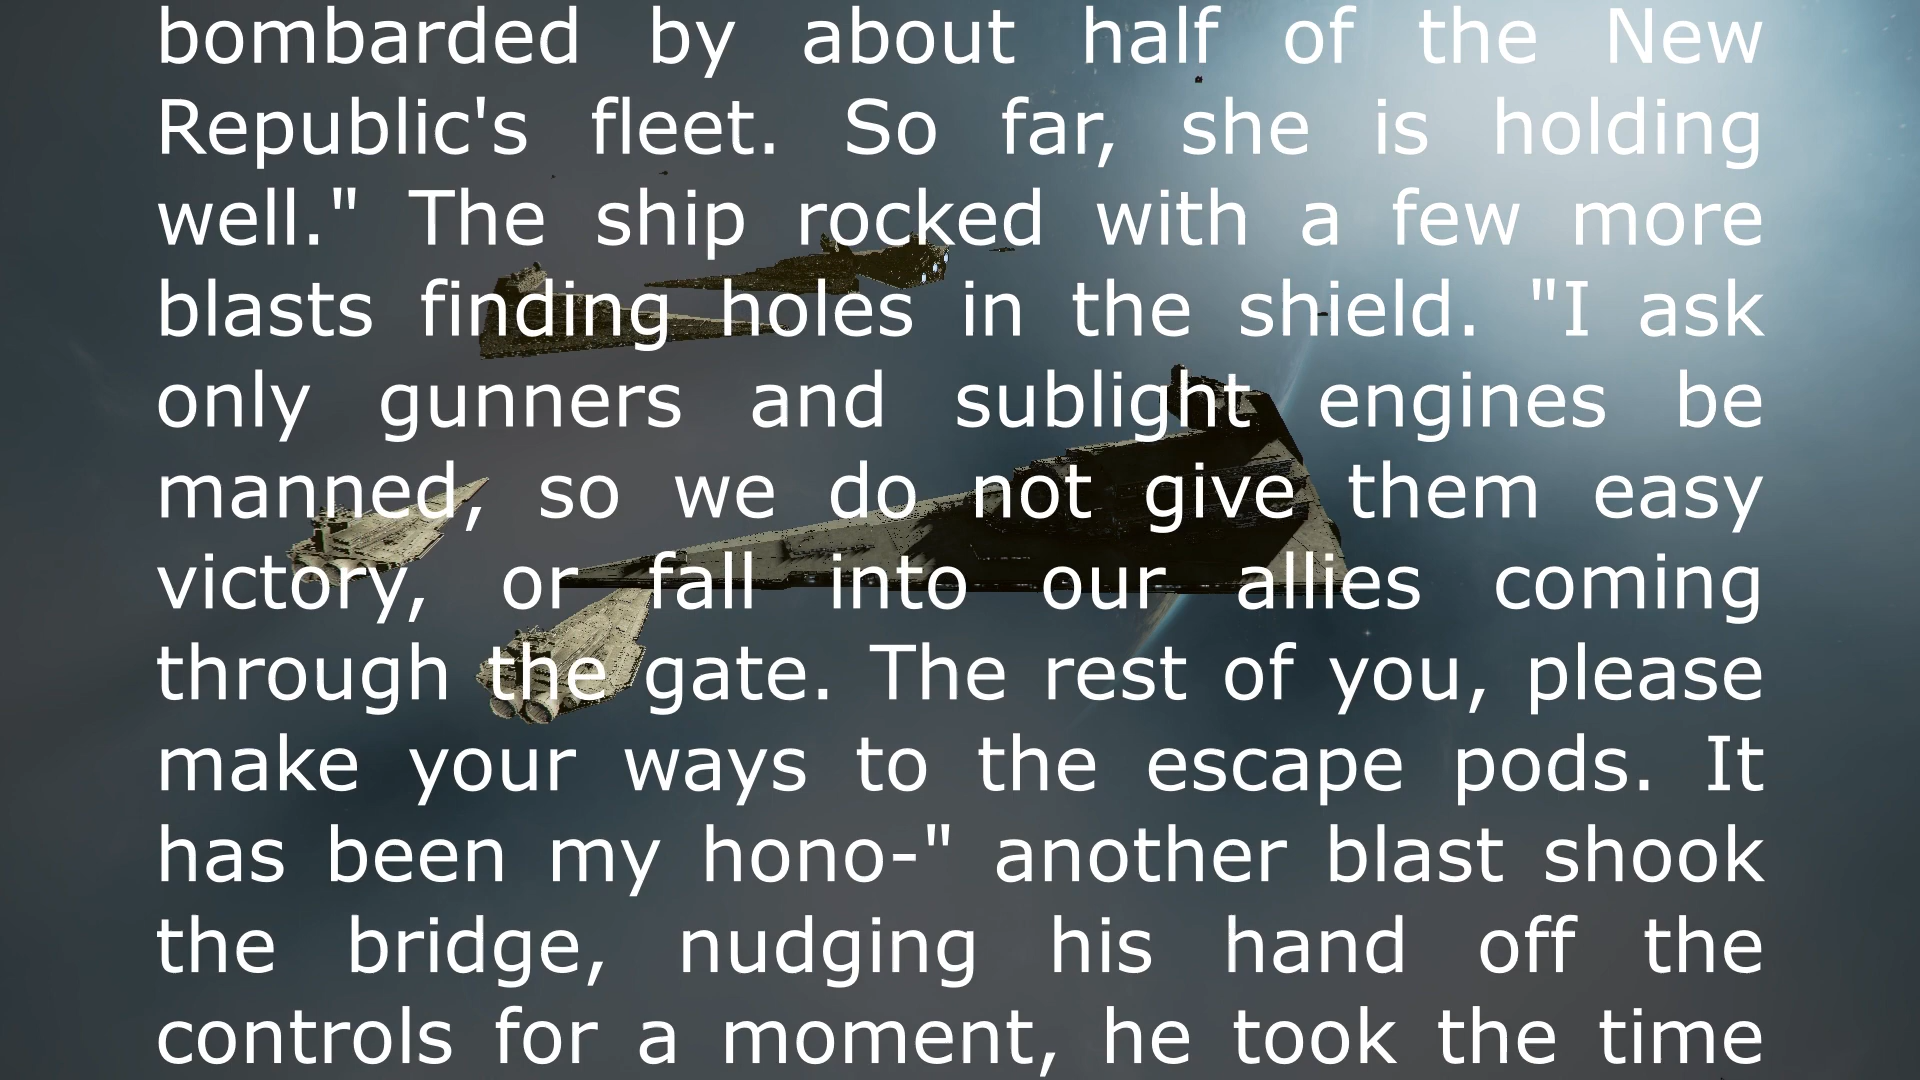 bombarded by about half of the New
Republic's fleet. So far, she is holding
well." The ship rocked with a few more
blasts finding holes in the shield. "I ask
only gunners and sublight engines be
manned, so we do not give them easy
victory, or fall into our allies coming
through the gate. The rest of you, please
make your ways to the escape pods. It
has been my hono-" another blast shook
the bridge, nudging his hand off the
controls for a moment, he took the time